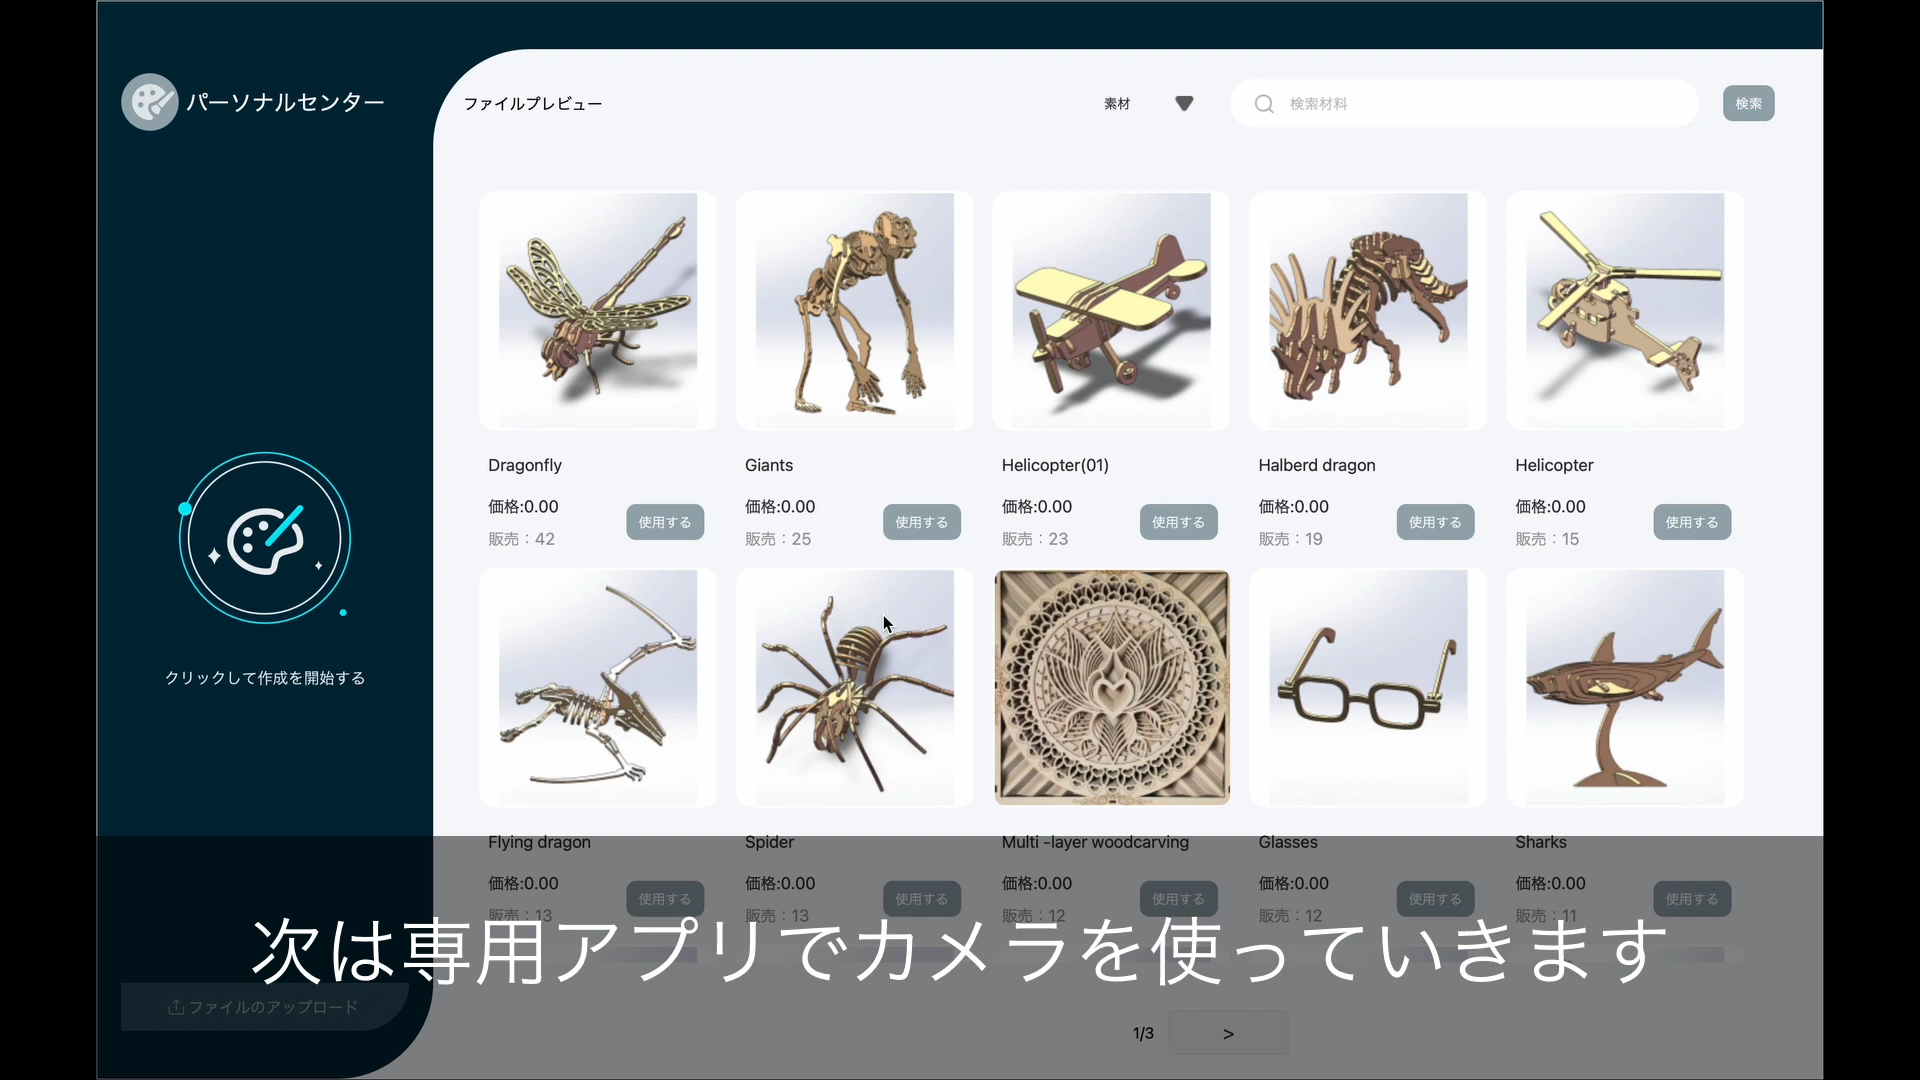 パーソナルセンター
ファイルプレビュー
素材
検索材料
検索
Dragonfly
価格:0.00
販売：42
使用する
Giants
価格:0.00
販売：25
使用する
Helicopter(01)
価格:0.00
販売：23
使用する
Halberd dragon
価格:0.00
販売：19
使用する
Helicopter
価格:0.00
販売：15
使用する
クリックして作成を開始する
Flying dragon
価格:0.00
販売：13
使用する
Spider
価格:0.00
販売：13
使用する
Multi -layer woodcarving
価格:0.00
販売：12
使用する
Glasses
価格:0.00
販売：12
使用する
Sharks
価格:0.00
販売：11
使用する
次は専用アプリでカメラを使っていきます
ファイルのアップロード
1/3
>